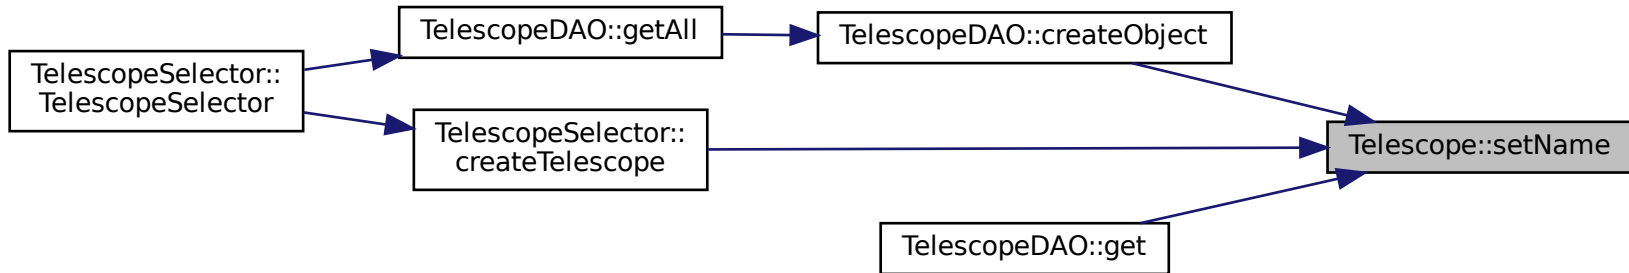 TelescopeSelector::
TelescopeSelector
TelescopeDAO::getAll
TelescopeDAO::createObject
TelescopeSelector::
createTelescope
Telescope::setName
TelescopeDAO::get